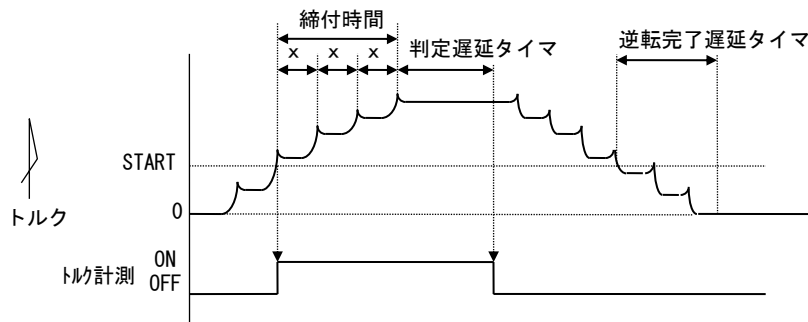 締付時間
x x x
判定遅延タイマ
逆転完了遅延タイマ
START
トルク
0
ﾄﾙｸ計測
ON
OFF